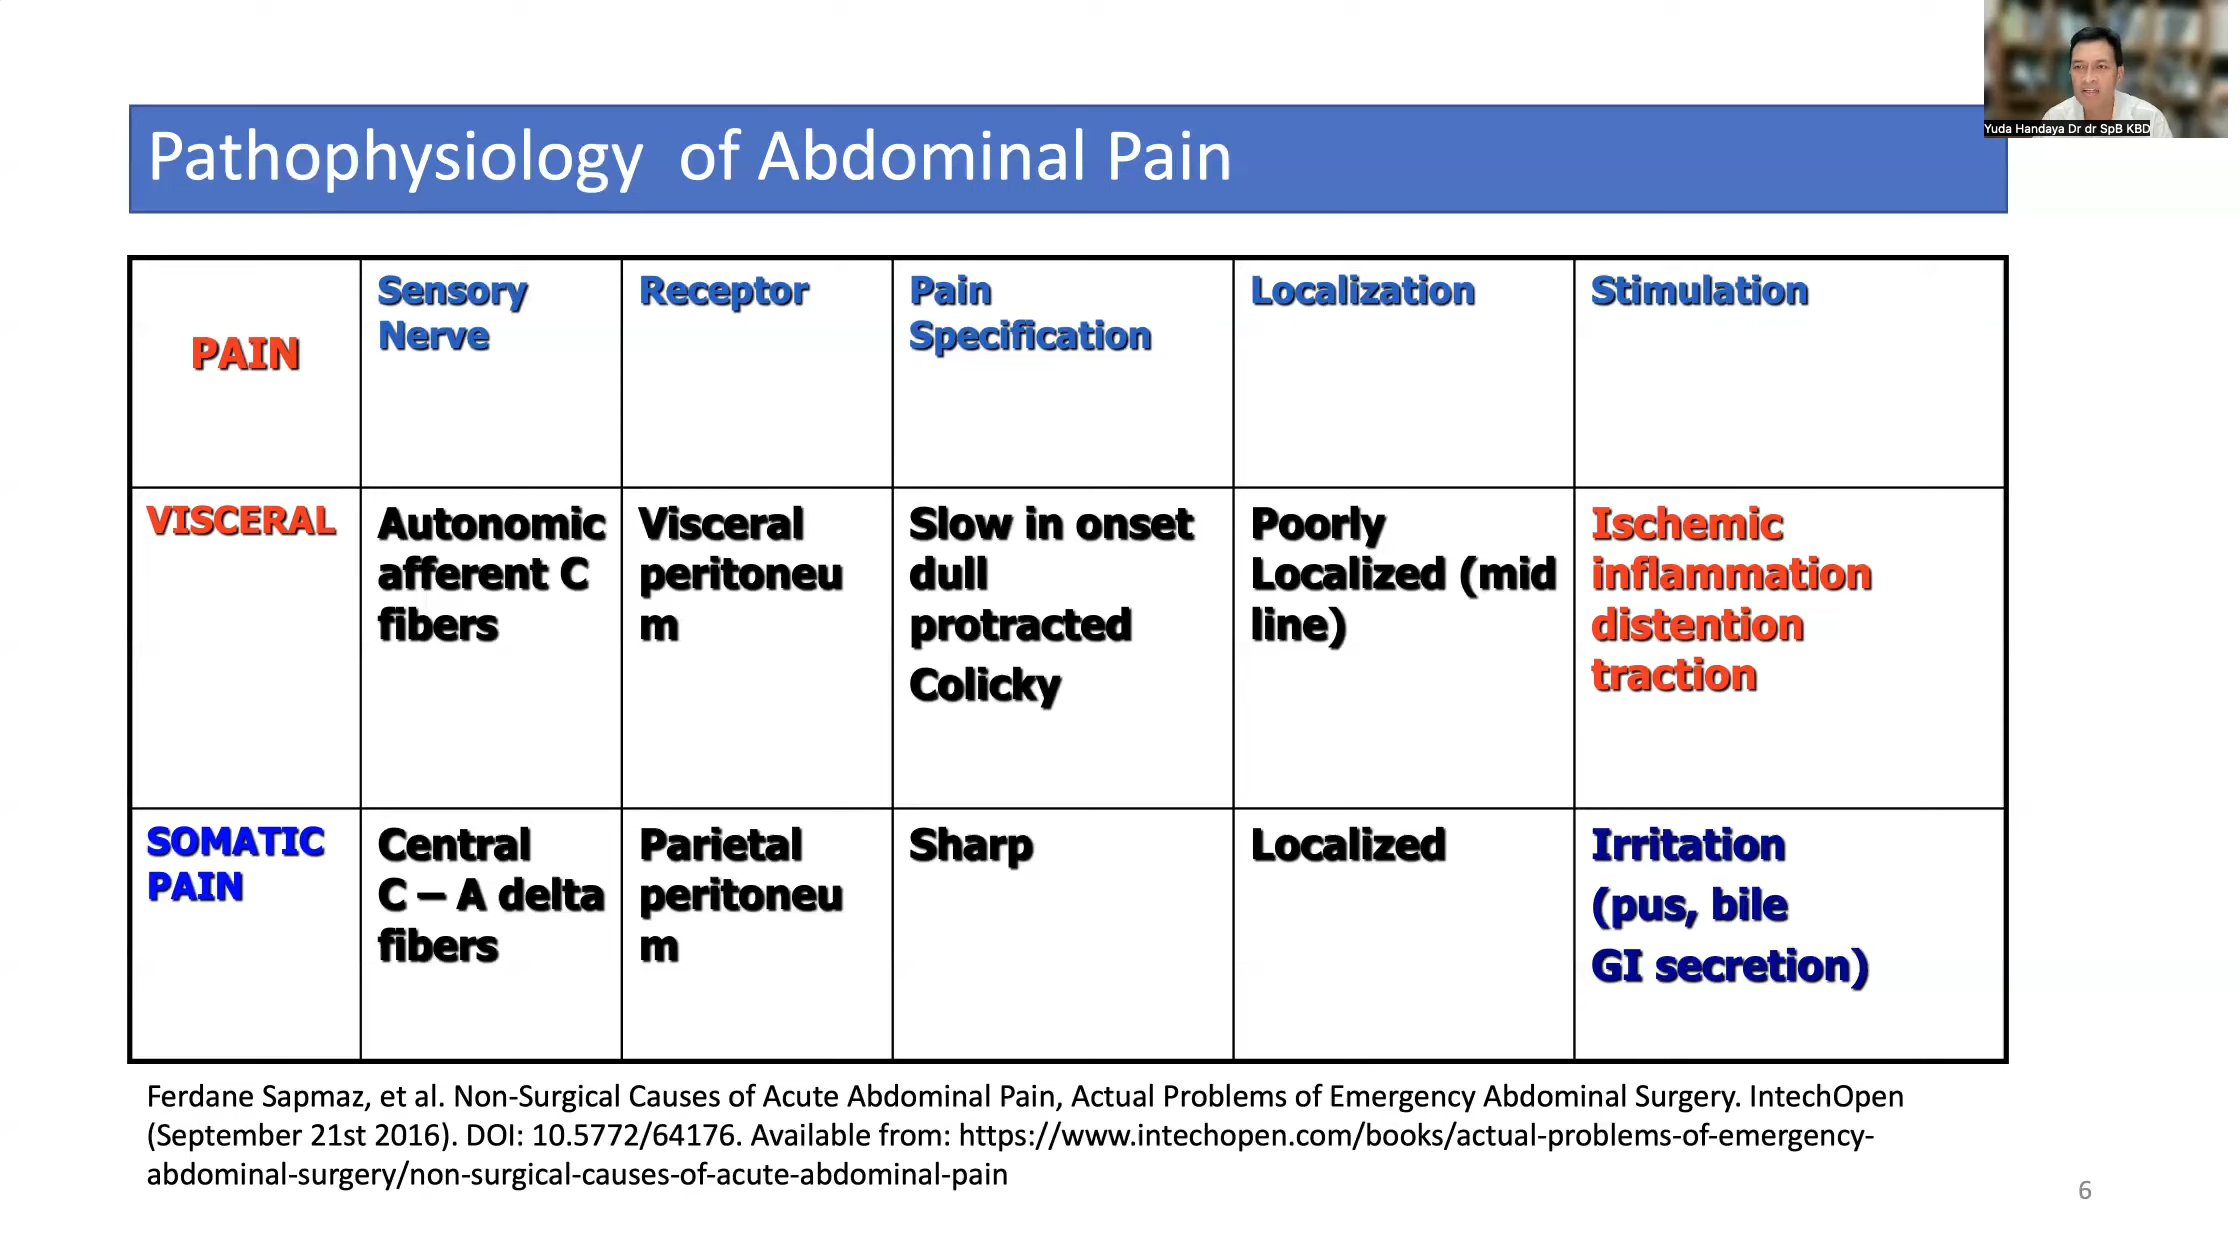 Yuda Handaya Dr dr SpB KBD
Pathophysiology of Abdominal Pain
PAIN
Sensory
Nerve
Receptor
Pain
Specification
Localization
Stimulation
VISCERAL
Autonomic
afferent C
fibers
Visceral
peritoneu
m
Slow in onset
dull
protracted
Colicky
Poorly
Localized (mid
line)
Ischemic
inflammation
distention
traction
SOMATIC
PAIN
Central
C – A delta
fibers
Parietal
peritoneu
m
Sharp
Localized
Irritation
(pus, bile
GI secretion)
Ferdane Sapmaz, et al. Non-Surgical Causes of Acute Abdominal Pain, Actual Problems of Emergency Abdominal Surgery. IntechOpen
(September 21st 2016). DOI: 10.5772/64176. Available from: https://www.intechopen.com/books/actual-problems-of-emergency-
abdominal-surgery/non-surgical-causes-of-acute-abdominal-pain
6